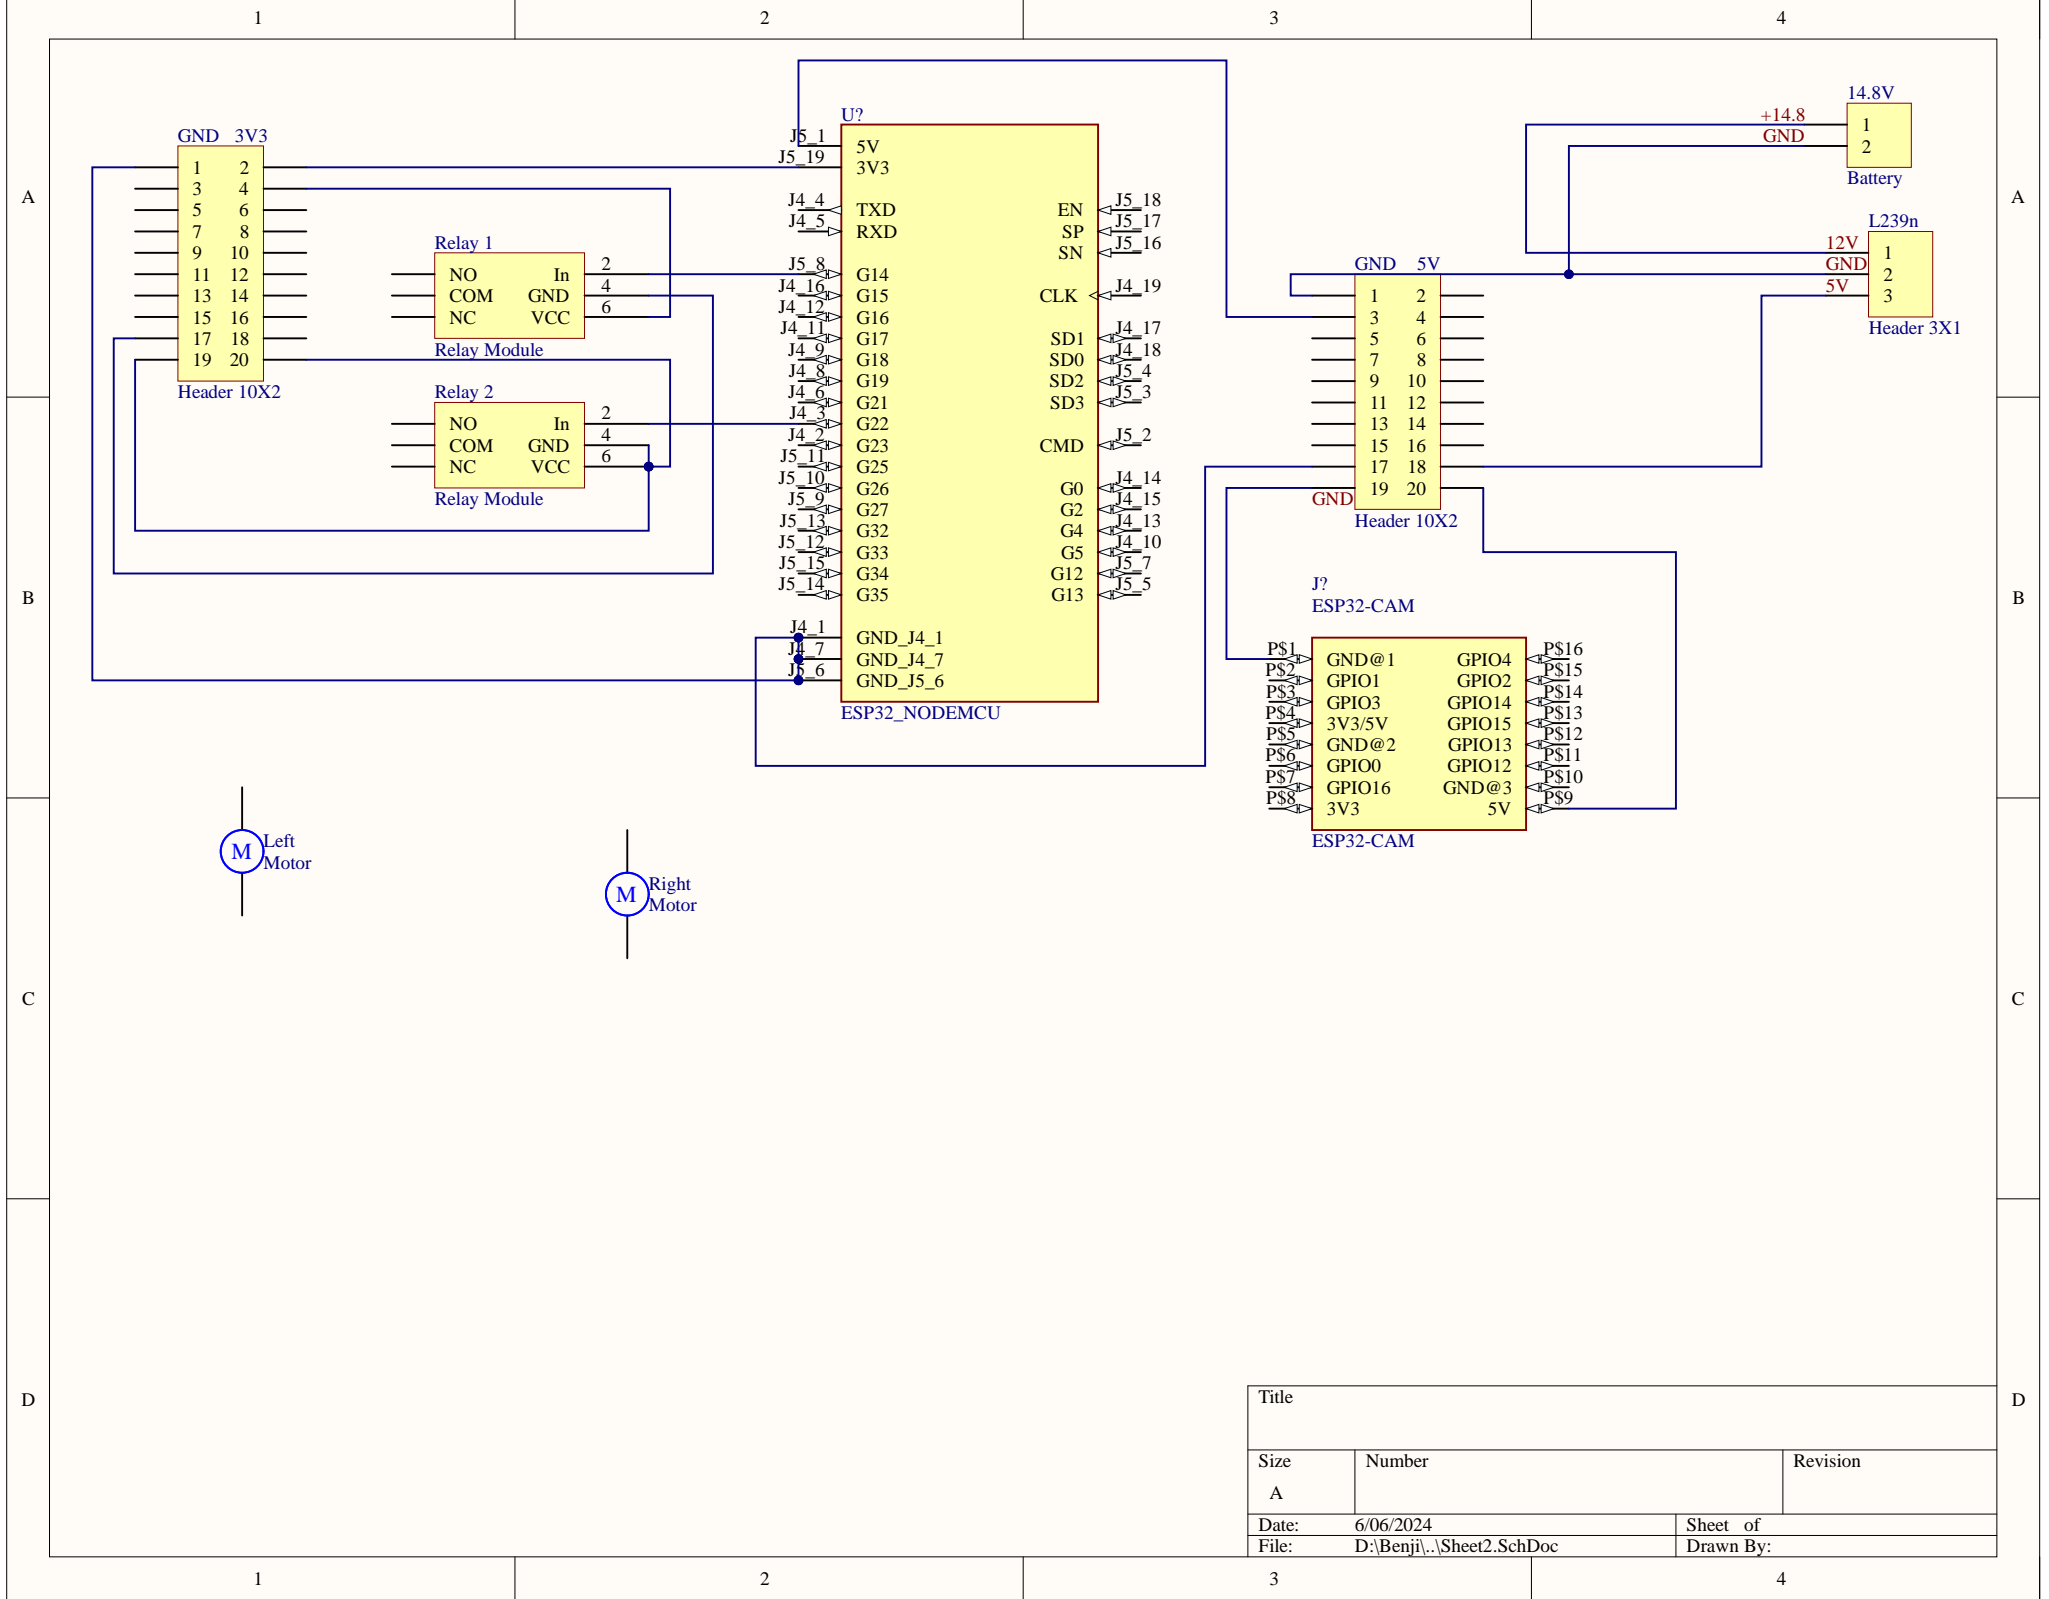 1 2 3 4
A
B
C
D
A
B
C
D
GND 3V3
1 2
3 4
5 6
7 8
9 10
11 12
13 14
15 16
17 18
19 20
Header 10X2
Relay 1
NO In 2
COM GND 4
NC VCC 6
Relay Module
Relay 2
NO In 2
COM GND 4
NC VCC 6
Relay Module
U?
J5_1 5V
J5_19 3V3
J4_4 TXD
J4_5 RXD
J5_8 G14
J4_16 G15
J4_12 G16
J4_11 G17
J4_9 G18
J4_8 G19
J4_6 G21
J4_3 G22
J4_2 G23
J5_11 G25
J5_10 G26
J5_9 G27
J5_13 G32
J5_12 G33
J5_15 G34
J5_14 G35
J4_1 GND_J4_1
J4_7 GND_J4_7
J5_6 GND_J5_6
EN J5_18
SP J5_17
SN J5_16
CLK J4_19
SD1 J4_17
SD0 J4_18
SD2 J5_4
SD3 J5_3
CMD J5_2
G0 J4_14
G2 J4_15
G4 J4_13
G5 J4_10
G12 J5_7
G13 J5_5
ESP32_NODEMCU
GND 5V
1 2
3 4
5 6
7 8
9 10
11 12
13 14
15 16
17 18
19 20
GND
Header 10X2
14.8V
+14.8 1
GND 2
Battery
L239n
12V 1
GND 2
5V 3
Header 3X1
J?
ESP32-CAM
P$1 GND@1 GPIO4 P$16
P$2 GPIO1 GPIO2 P$15
P$3 GPIO3 GPIO14 P$14
P$4 3V3/5V GPIO15 P$13
P$5 GND@2 GPIO13 P$12
P$6 GPIO0 GPIO12 P$11
P$7 GPIO16 GND@3 P$10
P$8 3V3 5V P$9
ESP32-CAM
M Left
Motor
M Right
Motor
Title
Size Number Revision
A
Date: 6/06/2024 Sheet of
File: D:\Benji\..\Sheet2.SchDoc Drawn By:
1 2 3 4